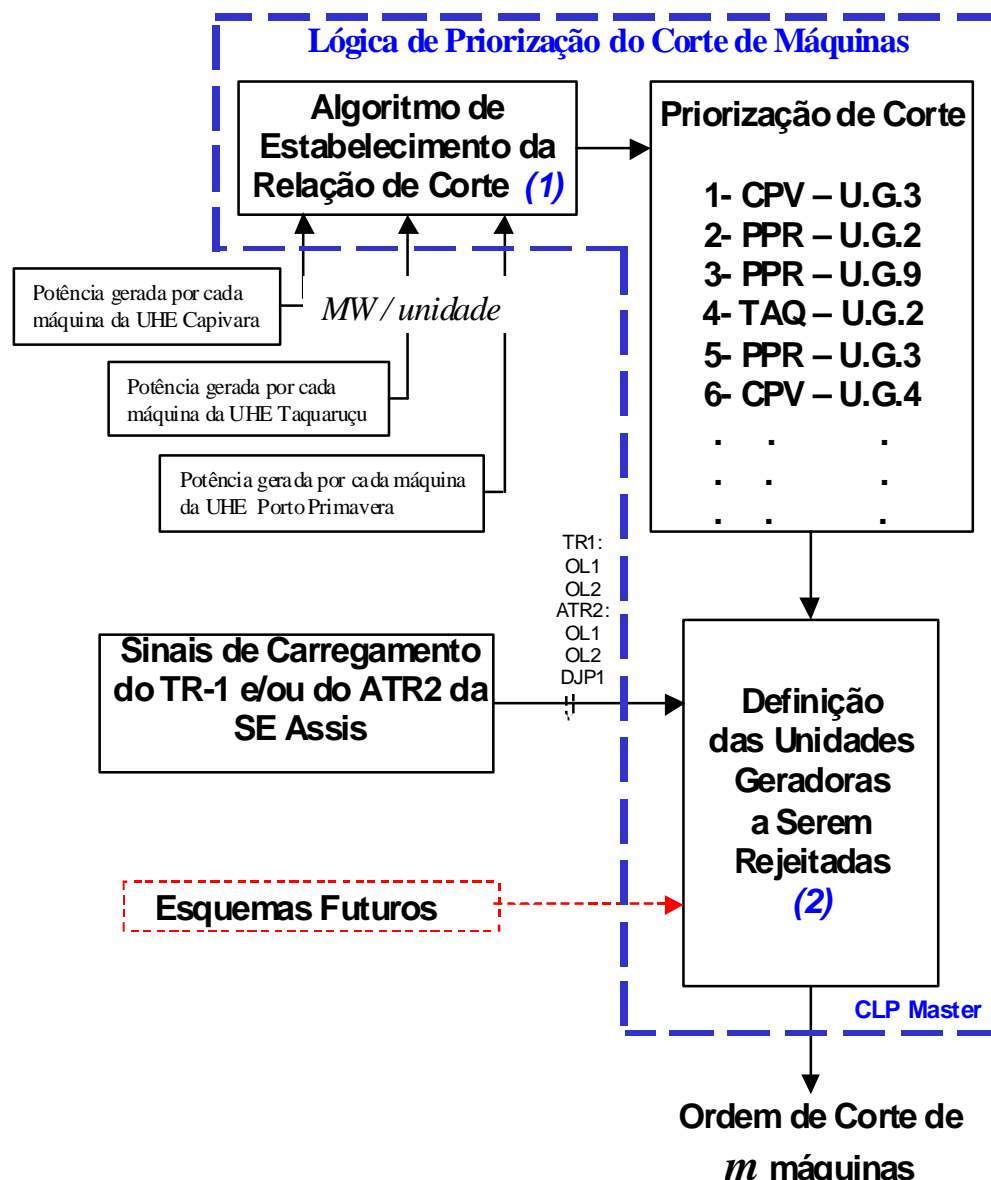 Lógica de Priorização do Corte de Máquinas
Algoritmo de
Estabelecimento da
Relação de Corte (1)
Priorização de Corte
1- CPV – U.G.3
2- PPR – U.G.2
3- PPR – U.G.9
4- TAQ – U.G.2
5- PPR – U.G.3
6- CPV – U.G.4
. . .
. . .
. . .
Potência gerada por cada
máquina da UHE Capivara
MW / unidade
Potência gerada por cada
máquina da UHE Taquaruçu
Potência gerada por cada máquina
da UHE Porto Primavera
TR1:
OL1
OL2
ATR2:
OL1
OL2
DJP1
Sinais de Carregamento
do TR-1 e/ou do ATR2 da
SE Assis
Definição
das Unidades
Geradoras
a Serem
Rejeitadas
(2)
Esquemas Futuros
CLP Master
Ordem de Corte de
m máquinas